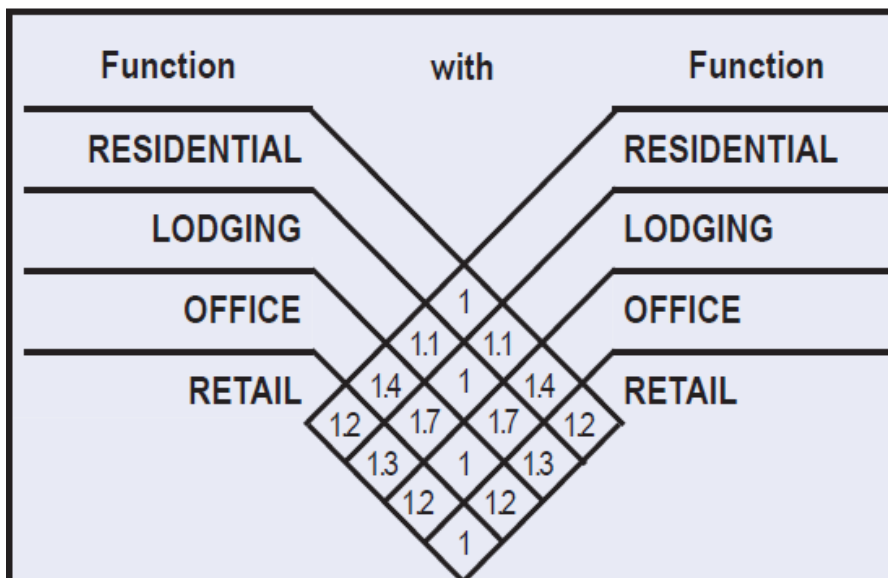 Function with Function
RESIDENTIAL RESIDENTIAL
LODGING LODGING
OFFICE OFFICE
RETAIL RETAIL
1
1.1 1.1
1.4 1 1.4
1.2 1.7 1.7 1.2
1.3 1 1.3
1.2 1.2
1